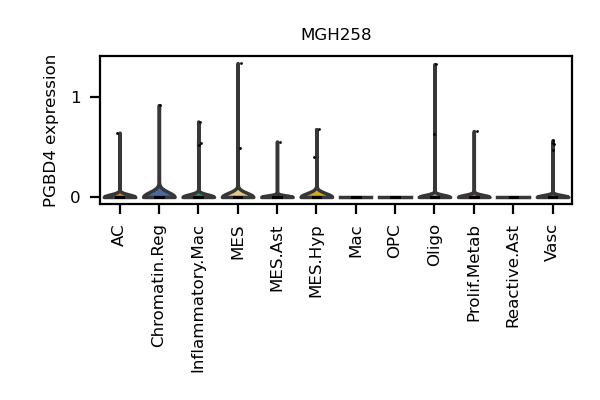 MGH258
PGBD4 expression
1
0
AC
Chromatin.Reg
Inflammatory.Mac
MES
MES.Ast
MES.Hyp
Mac
OPC
Oligo
Prolif.Metab
Reactive.Ast
Vasc